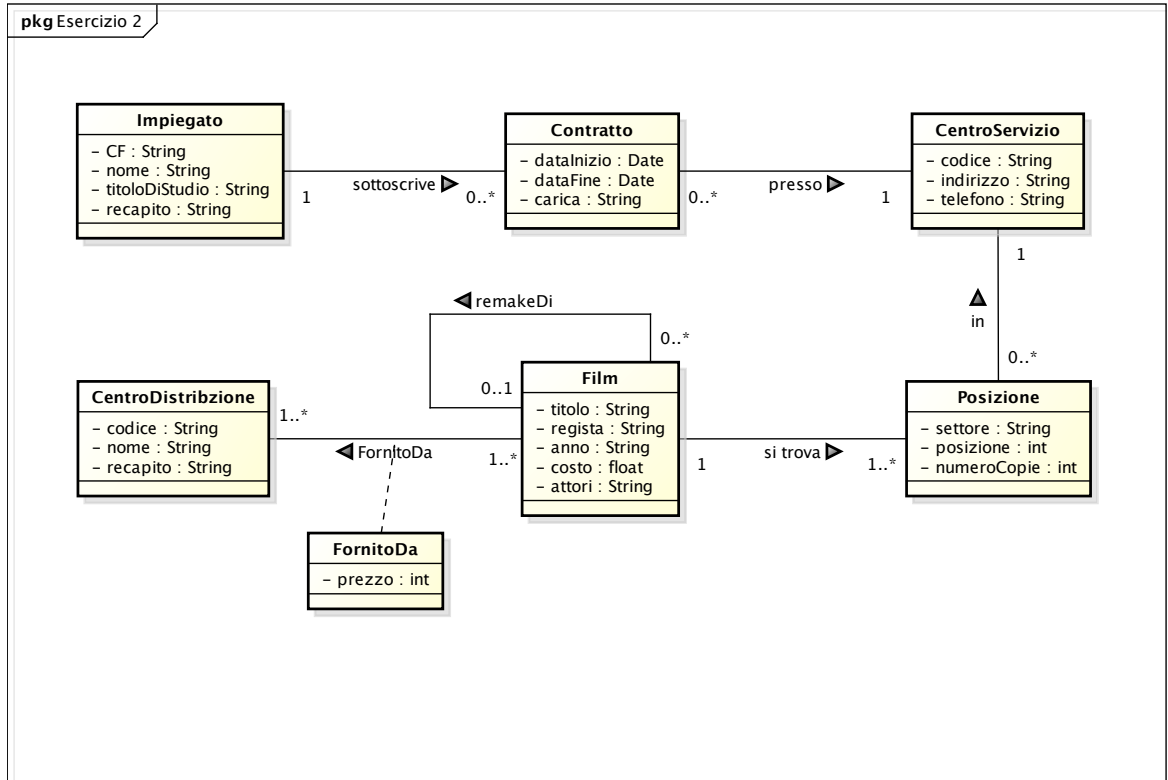 pkg Esercizio 2
Impiegato
– CF : String
– nome : String
– titoloDiStudio : String
– recapito : String
1
sottoscrive
0..*
Contratto
– dataInizio : Date
– dataFine : Date
– carica : String
0..*
presso
1
CentroServizio
– codice : String
– indirizzo : String
– telefono : String
1
in
0..*
remakeDi
0..*
0..1
CentroDistribzione
– codice : String
– nome : String
– recapito : String
1..*
FornitoDa
1..*
Film
– titolo : String
– regista : String
– anno : String
– costo : float
– attori : String
1
si trova
1..*
Posizione
– settore : String
– posizione : int
– numeroCopie : int
FornitoDa
– prezzo : int